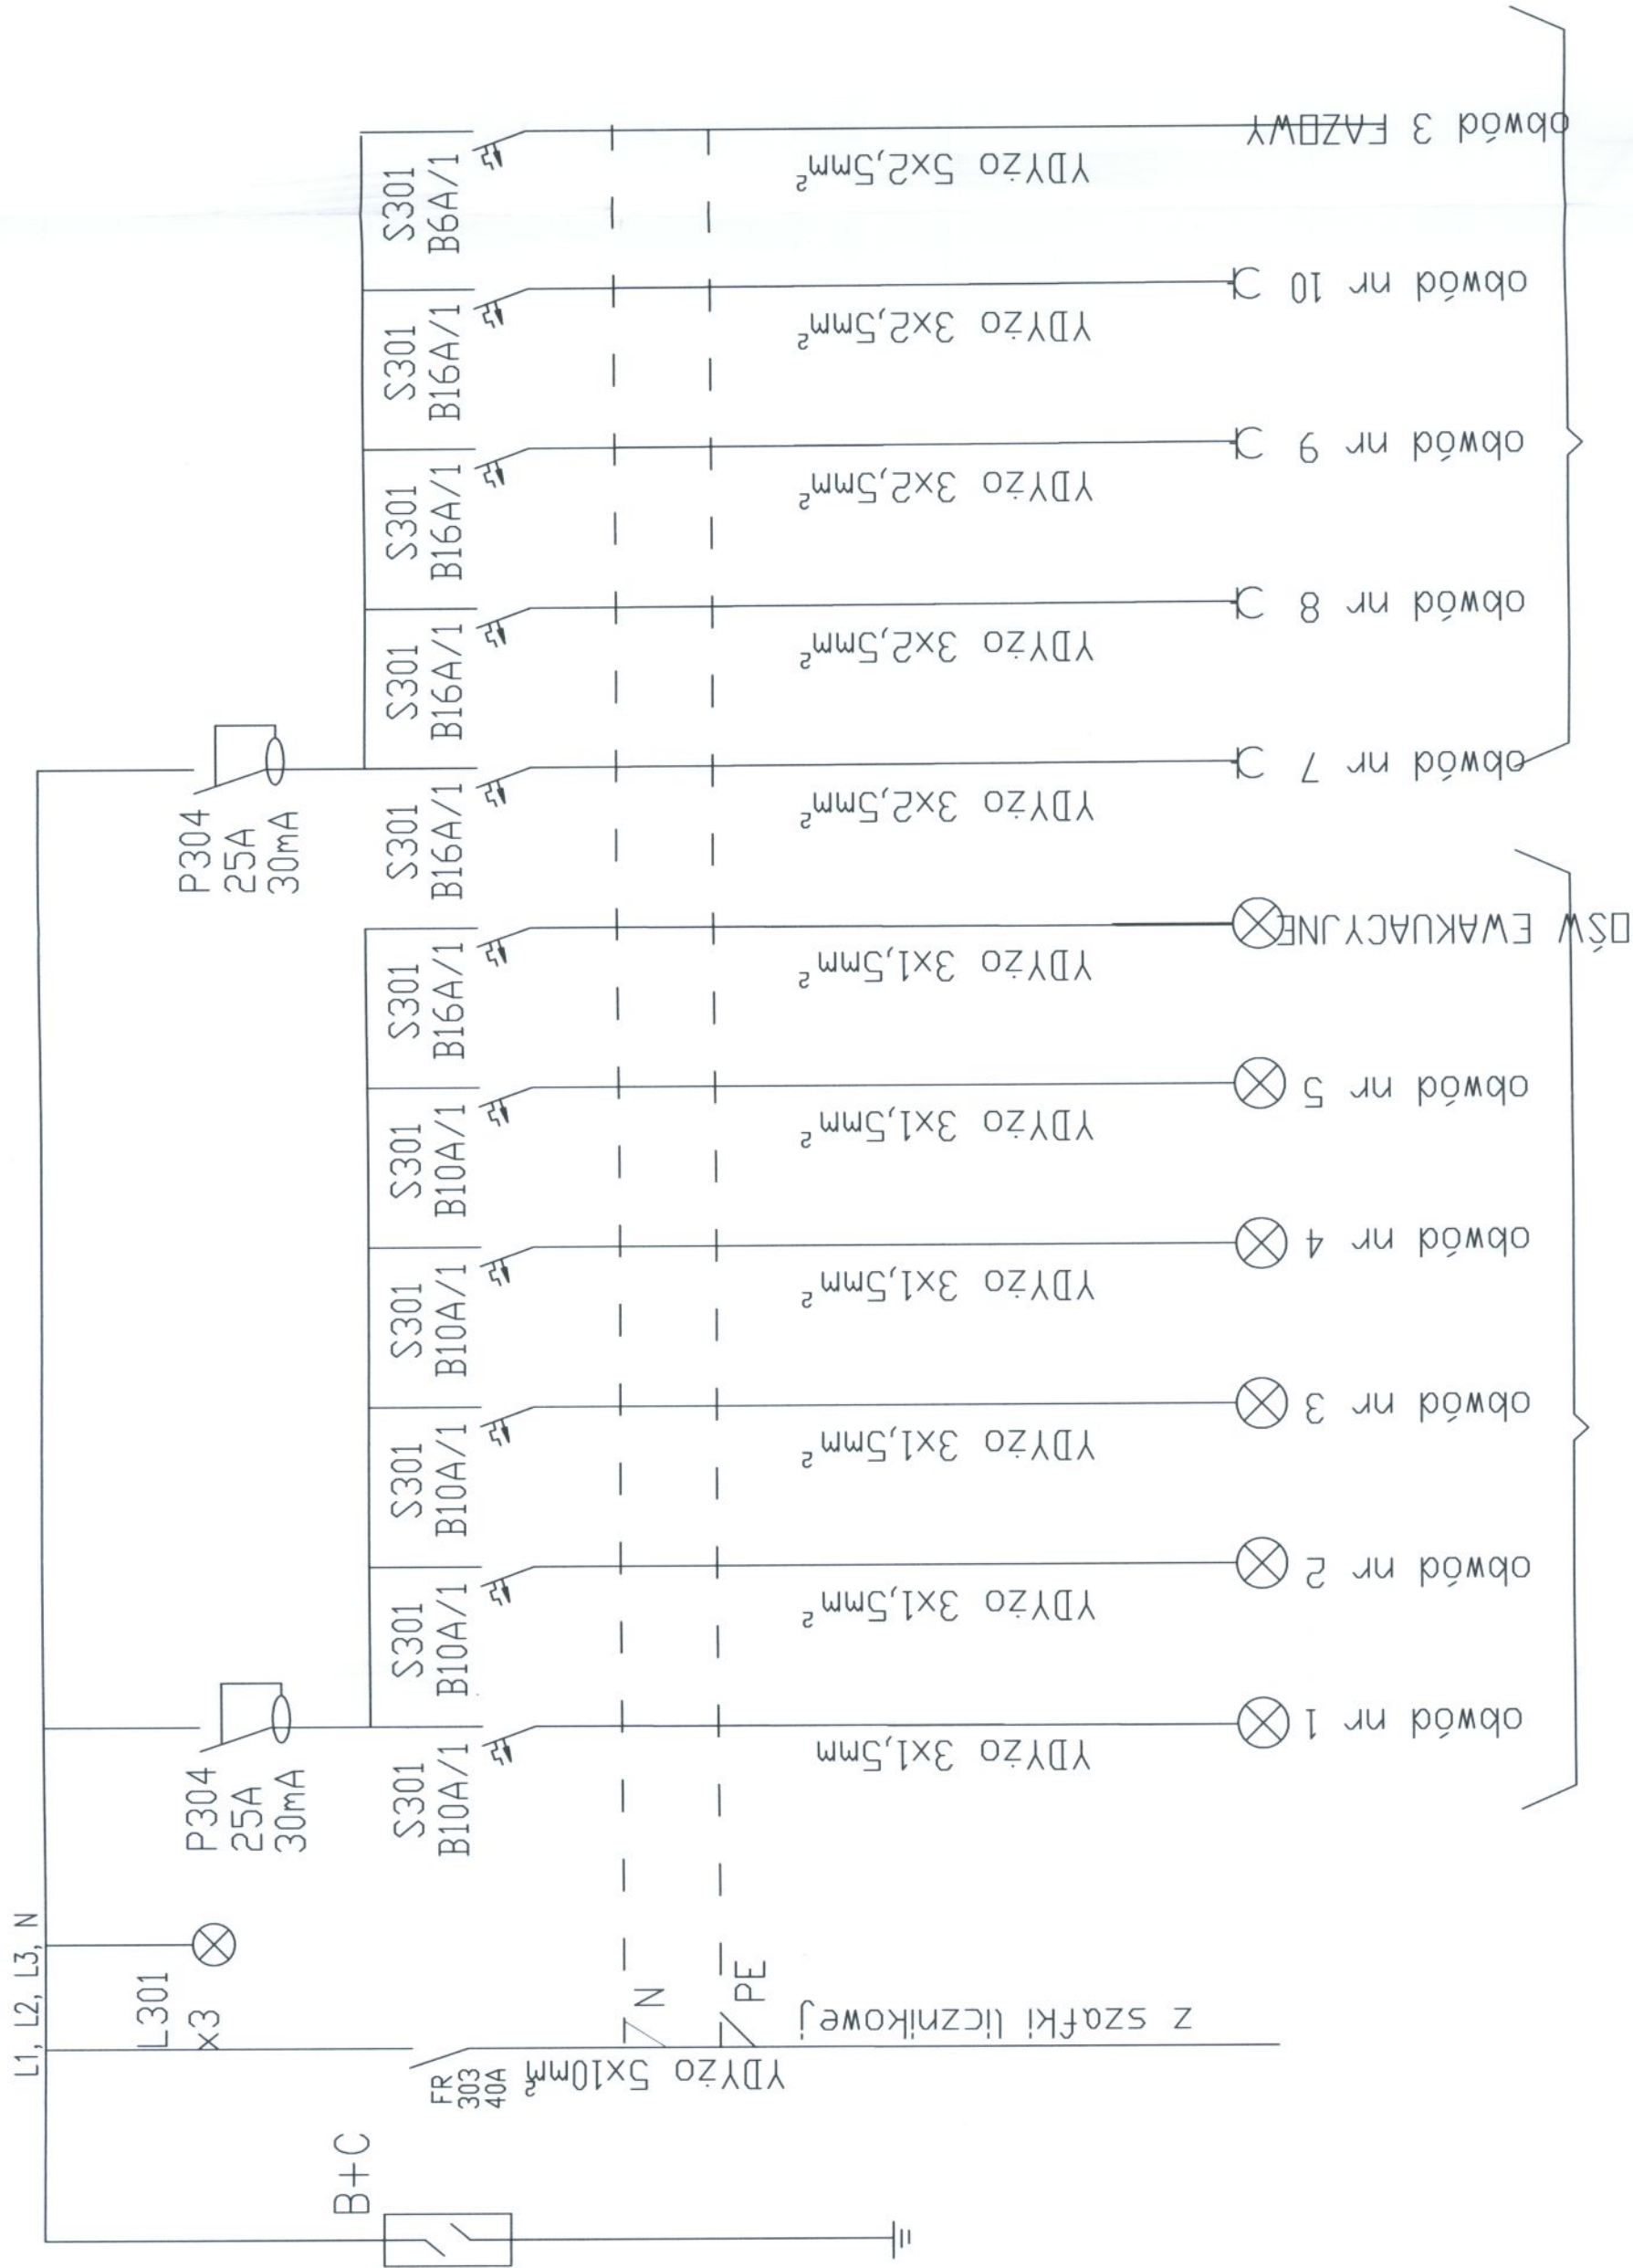 L1, L2, L3, N
B+C
FR
303
40A
YDYżo 5x10mm²
z szafki licznikowej
N
PE
L301
x3
P304
25A
30mA
S301
B10A/1
YDYżo 3x1,5mm
obwód nr 1
S301
B10A/1
YDYżo 3x1,5mm²
obwód nr 2
S301
B10A/1
YDYżo 3x1,5mm²
obwód nr 3
S301
B10A/1
YDYżo 3x1,5mm²
obwód nr 4
S301
B10A/1
YDYżo 3x1,5mm²
obwód nr 5
S301
B16A/1
YDYżo 3x1,5mm²
OŚW EWAKUACYJNE
P304
25A
30mA
S301
B16A/1
YDYżo 3x2,5mm²
obwód nr 7
S301
B16A/1
YDYżo 3x2,5mm²
obwód nr 8
S301
B16A/1
YDYżo 3x2,5mm²
obwód nr 9
S301
B16A/1
YDYżo 3x2,5mm²
obwód nr 10
S301
B6A/1
YDYżo 5x2,5mm²
obwód 3 FAZOWY